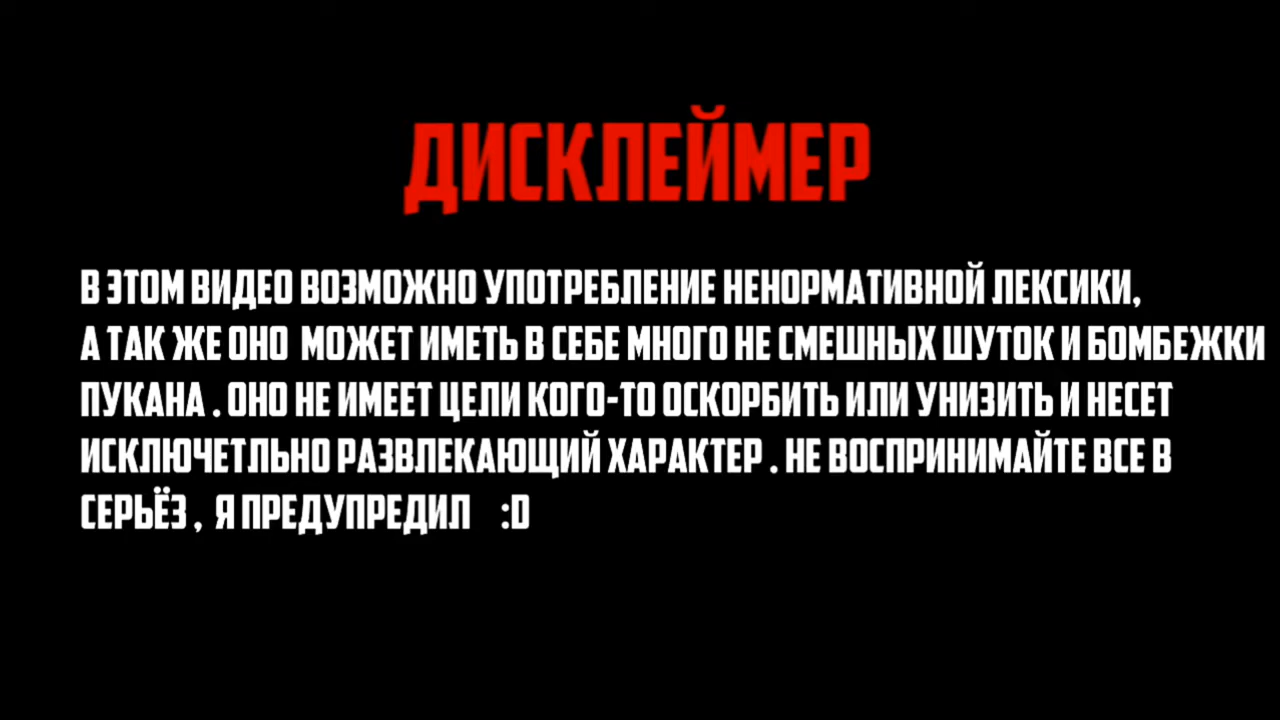 ДИСКЛЕЙМЕР
В ЭТОМ ВИДЕО ВОЗМОЖНО УПОТРЕБЛЕНИЕ НЕНОРМАТИВНОЙ ЛЕКСИКИ,
А ТАК ЖЕ ОНО МОЖЕТ ИМЕТЬ В СЕБЕ МНОГО НЕ СМЕШНЫХ ШУТОК И БОМБЕЖКИ
ПУКАНА . ОНО НЕ ИМЕЕТ ЦЕЛИ КОГО-ТО ОСКОРБИТЬ ИЛИ УНИЗИТЬ И НЕСЕТ
ИСКЛЮЧЕТЛЬНО РАЗВЛЕКАЮЩИЙ ХАРАКТЕР . НЕ ВОСПРИНИМАЙТЕ ВСЕ В
СЕРЬЁЗ , Я ПРЕДУПРЕДИЛ :D